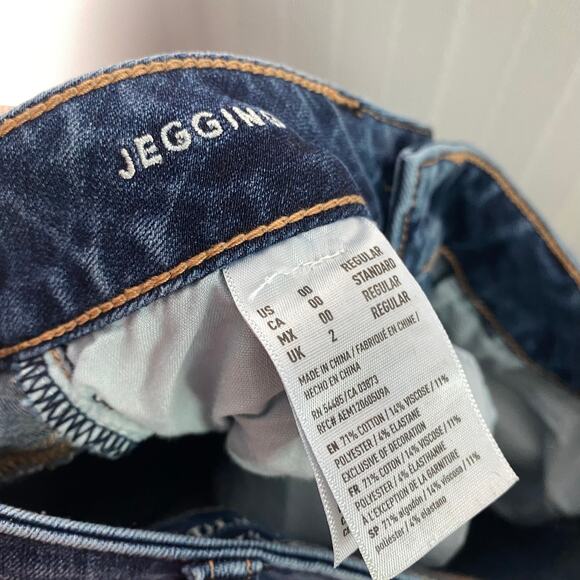 JEGGING
US 00 REGULAR
CA 00 STANDARD
MX 00 REGULAR
UK 2 REGULAR
MADE IN CHINA / FABRIQUÉ EN CHINE /
HECHO EN CHINA
RN 54485/CA 03973
RFC# AEM1206050S9A
EN: 71% COTTON / 14% VISCOSE / 11%
POLYESTER / 4% ELASTANE
EXCLUSIVE OF DECORATION
FR: 71% COTON / 14% VISCOSE / 11%
POLYESTER / 4% ÉLASTHANNE
À L'EXCEPTION DE LA GARNITURE
SP: 71% algodón / 14% viscosa / 11%
poliéster / 4% elastano